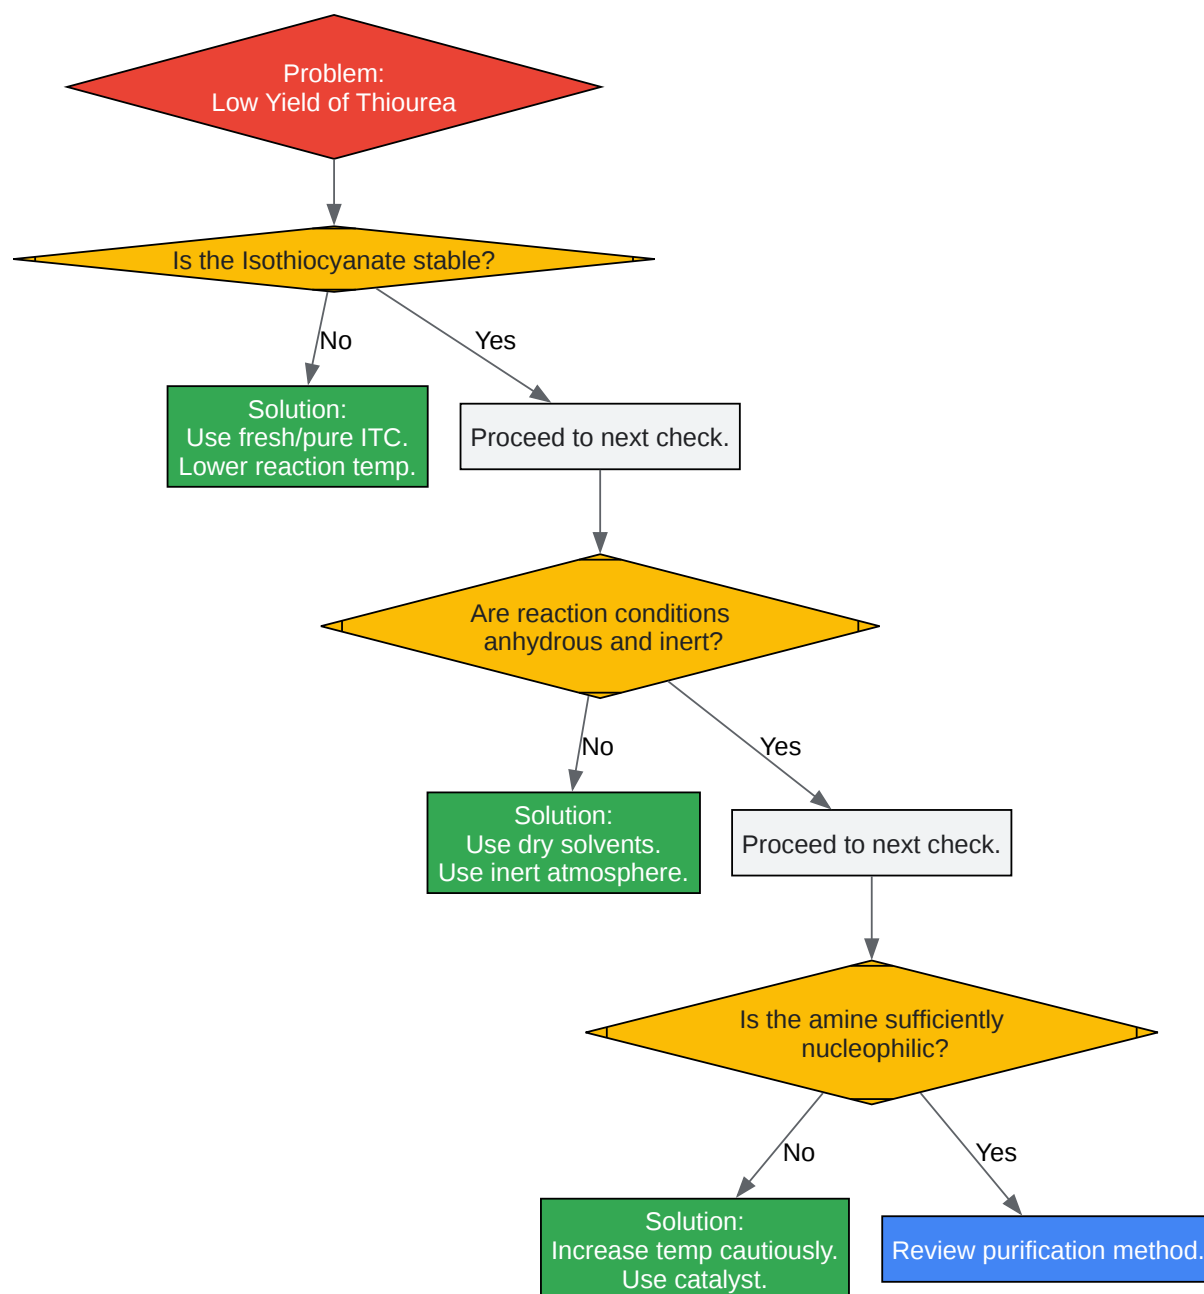 Problem:
Low Yield of Thiourea
Is the Isothiocyanate stable?
No
Yes
Solution:
Use fresh/pure ITC.
Lower reaction temp.
Proceed to next check.
Are reaction conditions
anhydrous and inert?
No
Yes
Solution:
Use dry solvents.
Use inert atmosphere.
Proceed to next check.
Is the amine sufficiently
nucleophilic?
No
Yes
Solution:
Increase temp cautiously.
Use catalyst.
Review purification method.